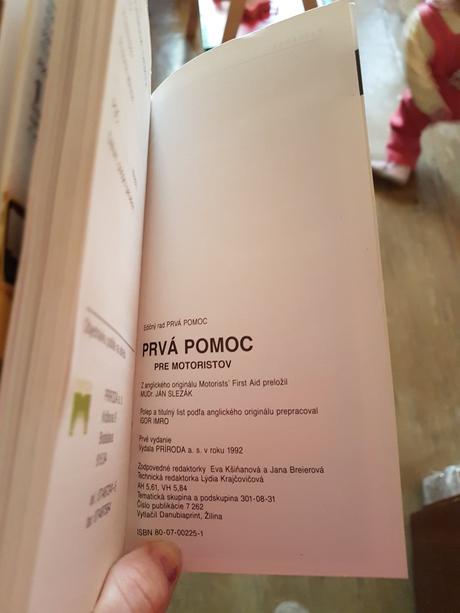 Edičný rad PRVÁ POMOC
PRVÁ POMOC
PRE MOTORISTOV
Z anglického originálu Motorists' First Aid preložil
MUDr. JÁN SLEZÁK
Polep a titulný list podľa anglického originálu prepracoval
IGOR IMRO
Prvé vydanie
Vydala PRÍRODA a. s. v roku 1992
Zodpovedné redaktorky Eva Kšiňanová a Jana Breierová
Technická redaktorka Lýdia Krajčovičová
AH 5,61, VH 5,84
Tematická skupina a podskupina 301-08-31
Číslo publikácie 7 262
Vytlačil Danubiaprint, Žilina
ISBN 80-07-00225-1